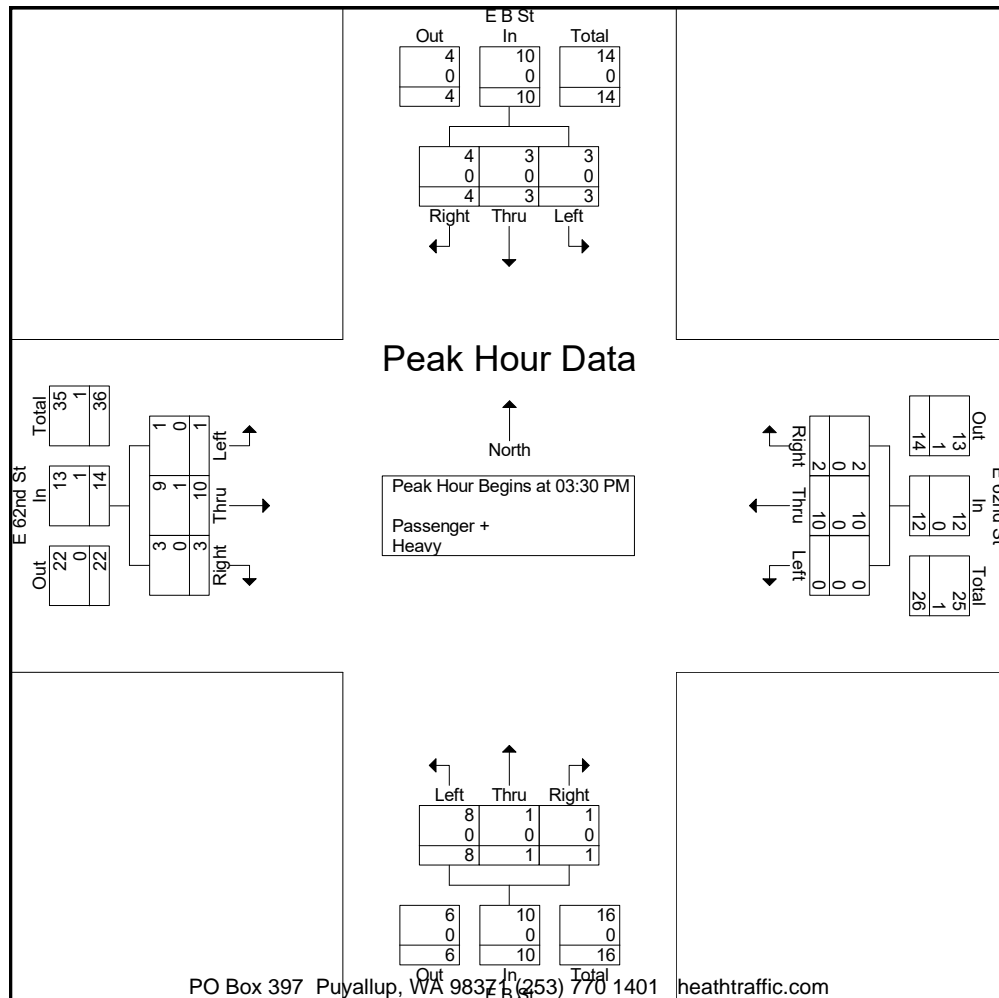 E B St
Out In Total
4 10 14
0 0 0
4 10 14
4 3 3
0 0 0
4 3 3
Right Thru Left
Peak Hour Data
North
Peak Hour Begins at 03:30 PM
Passenger +
Heavy
E 62nd St
Out In Total
22 13 35
0 1 1
22 14 36
Left
1 0 1
Thru
9 1 10
Right
3 0 3
E 62nd St
Out In Total
13 12 25
1 0 1
14 12 26
Right
2 0 2
Thru
10 0 10
Left
0 0 0
Left Thru Right
8 1 1
0 0 0
8 1 1
6 10 16
0 0 0
6 10 16
Out In Total
E B St
PO Box 397 Puyallup, WA 98371 (253) 770 1401 heathtraffic.com